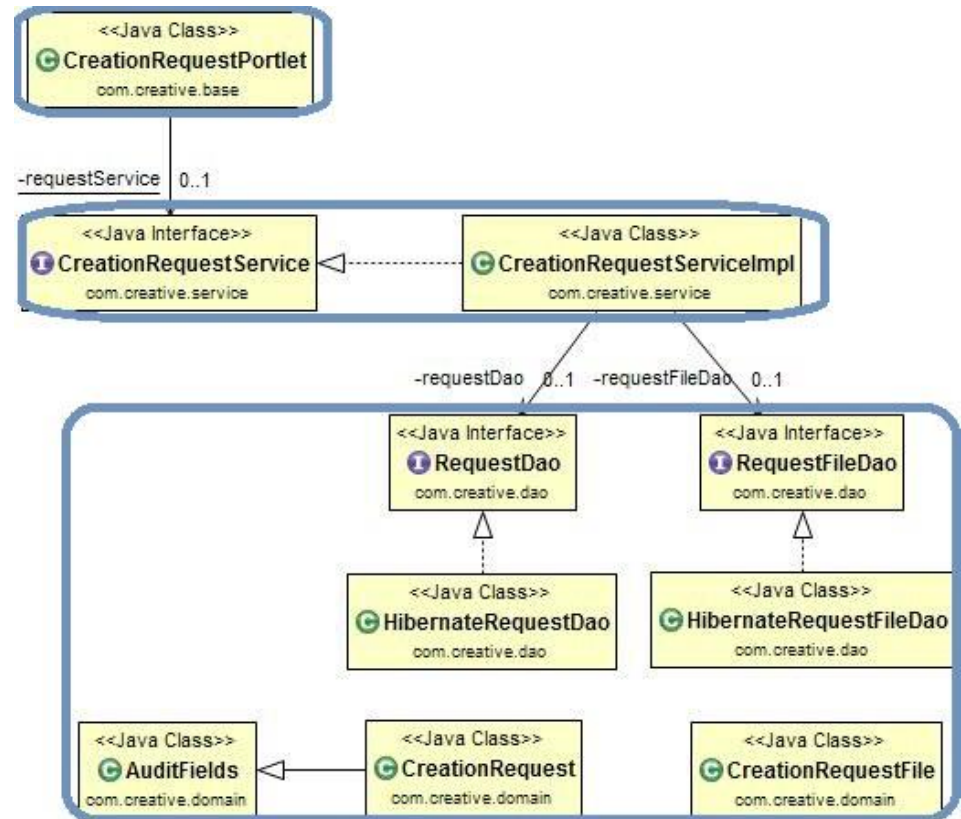 <<Java Class>>
CreationRequestPortlet
com.creative.base
-requestService 0..1
<<Java Interface>>
CreationRequestService
com.creative.service
<<Java Class>>
CreationRequestServiceImpl
com.creative.service
-requestDao 0..1
-requestFileDao 0..1
<<Java Interface>>
RequestDao
com.creative.dao
<<Java Interface>>
RequestFileDao
com.creative.dao
<<Java Class>>
HibernateRequestDao
com.creative.dao
<<Java Class>>
HibernateRequestFileDao
com.creative.dao
<<Java Class>>
AuditFields
com.creative.domain
<<Java Class>>
CreationRequest
com.creative.domain
<<Java Class>>
CreationRequestFile
com.creative.domain